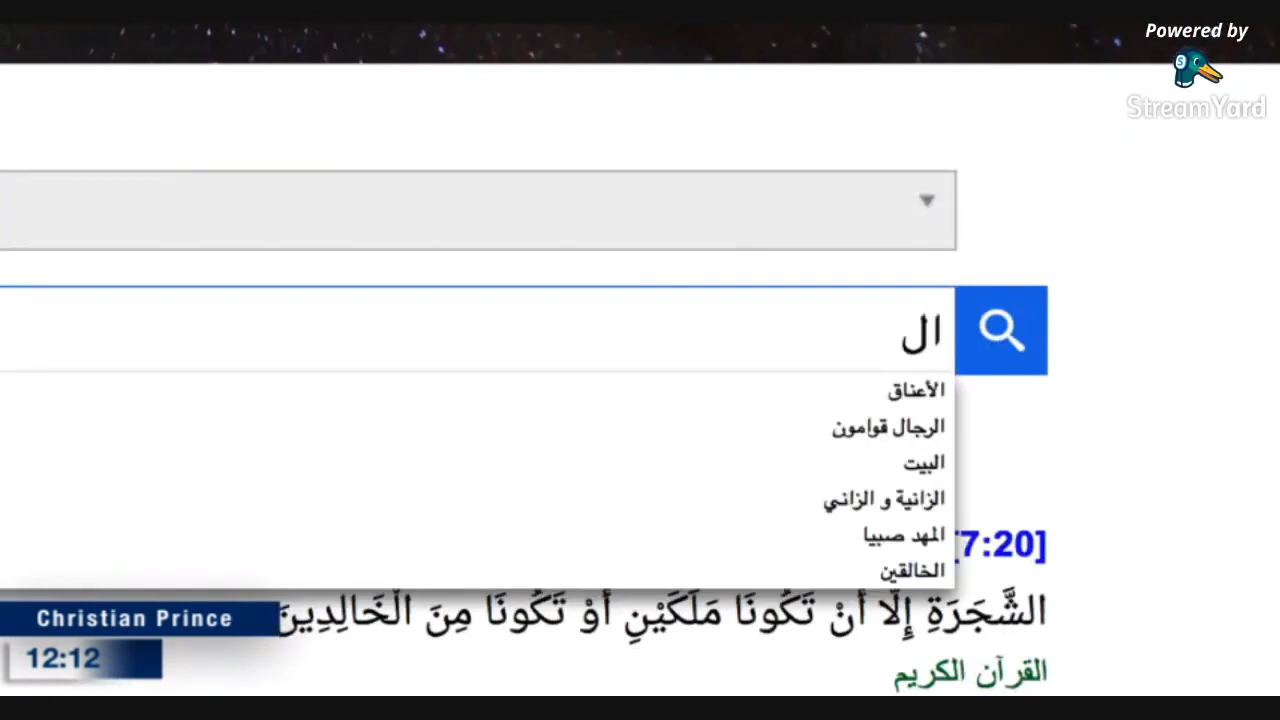 Powered by
StreamYard
ال
الأعناق
الرجال قوامون
البيت
الزانية و الزاني
المهد صبيا
الخالقين
[7:20]
الشَّجَرَةِ إِلَّا أَنْ تَكُونَا مَلَكَيْنِ أَوْ تَكُونَا مِنَ الْخَالِدِينَ
القرآن الكريم
Christian Prince
12:12